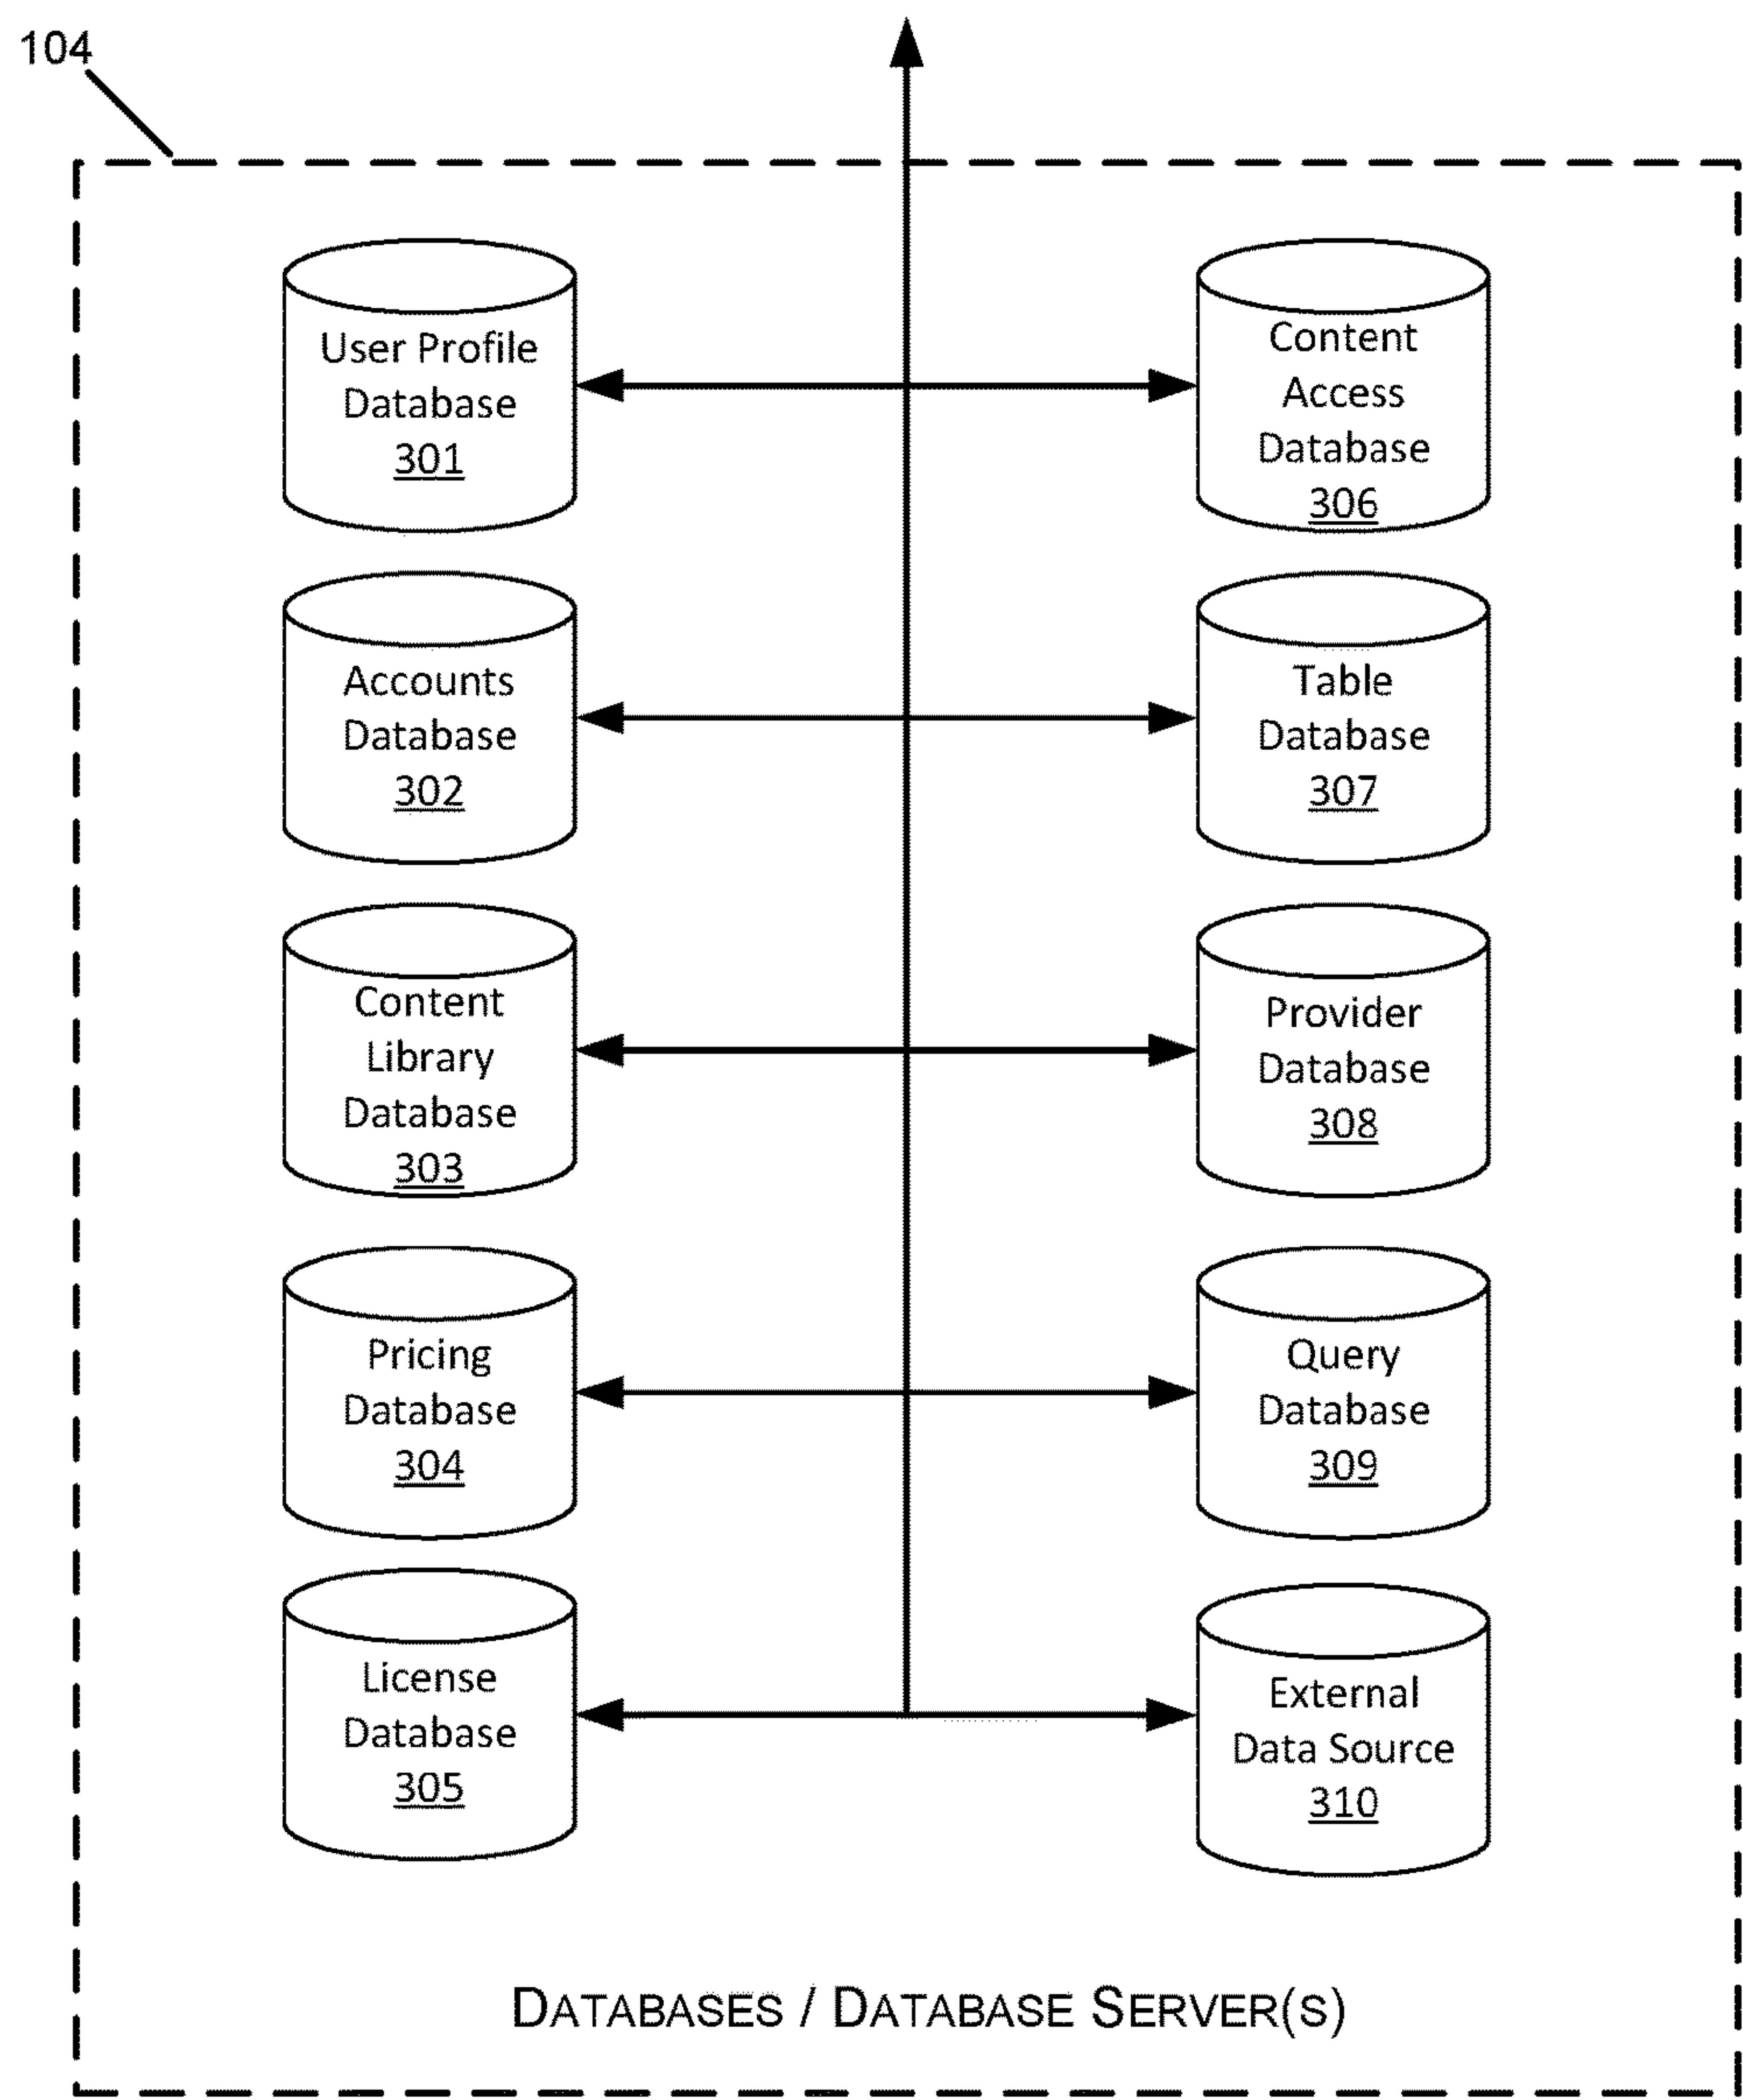 104
User Profile
Database
301
Content
Access
Database
306
Accounts
Database
302
Table
Database
307
Content
Library
Database
303
Provider
Database
308
Pricing
Database
304
Query
Database
309
License
Database
305
External
Data Source
310
DATABASES / DATABASE SERVER(S)